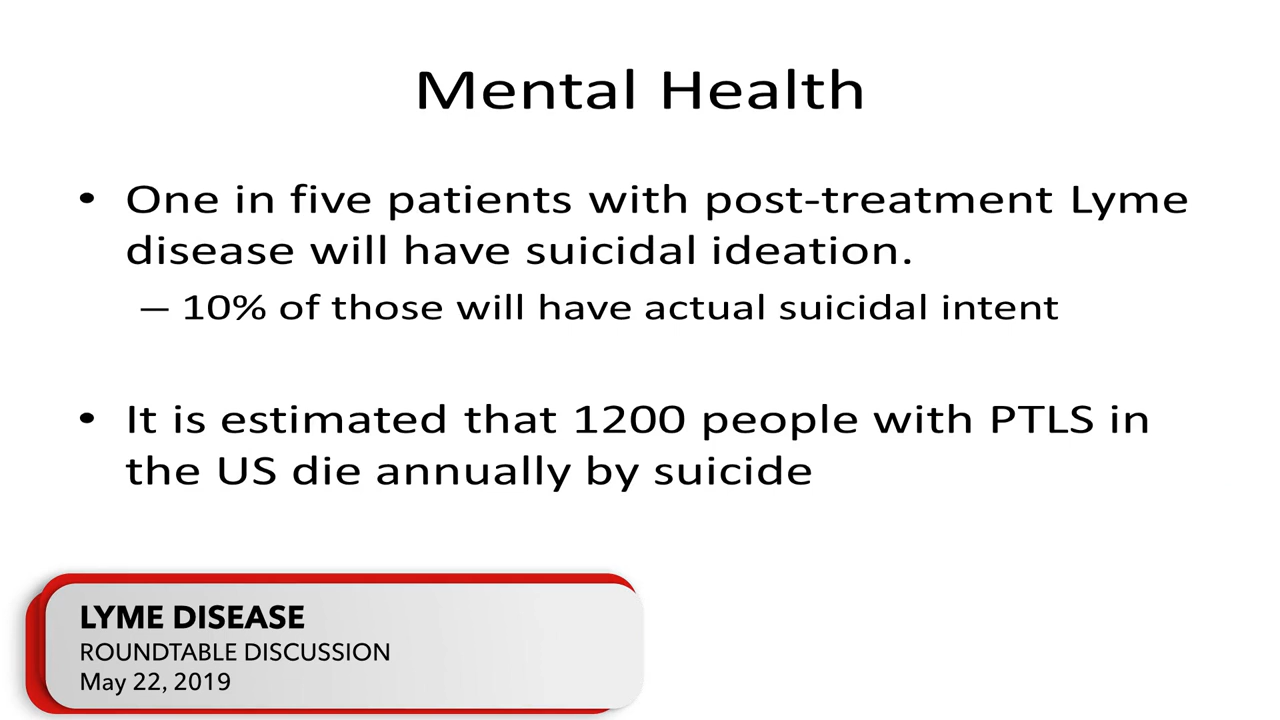 Mental Health
• One in five patients with post-treatment Lyme
disease will have suicidal ideation.
– 10% of those will have actual suicidal intent
• It is estimated that 1200 people with PTLS in
the US die annually by suicide
LYME DISEASE
ROUNDTABLE DISCUSSION
May 22, 2019